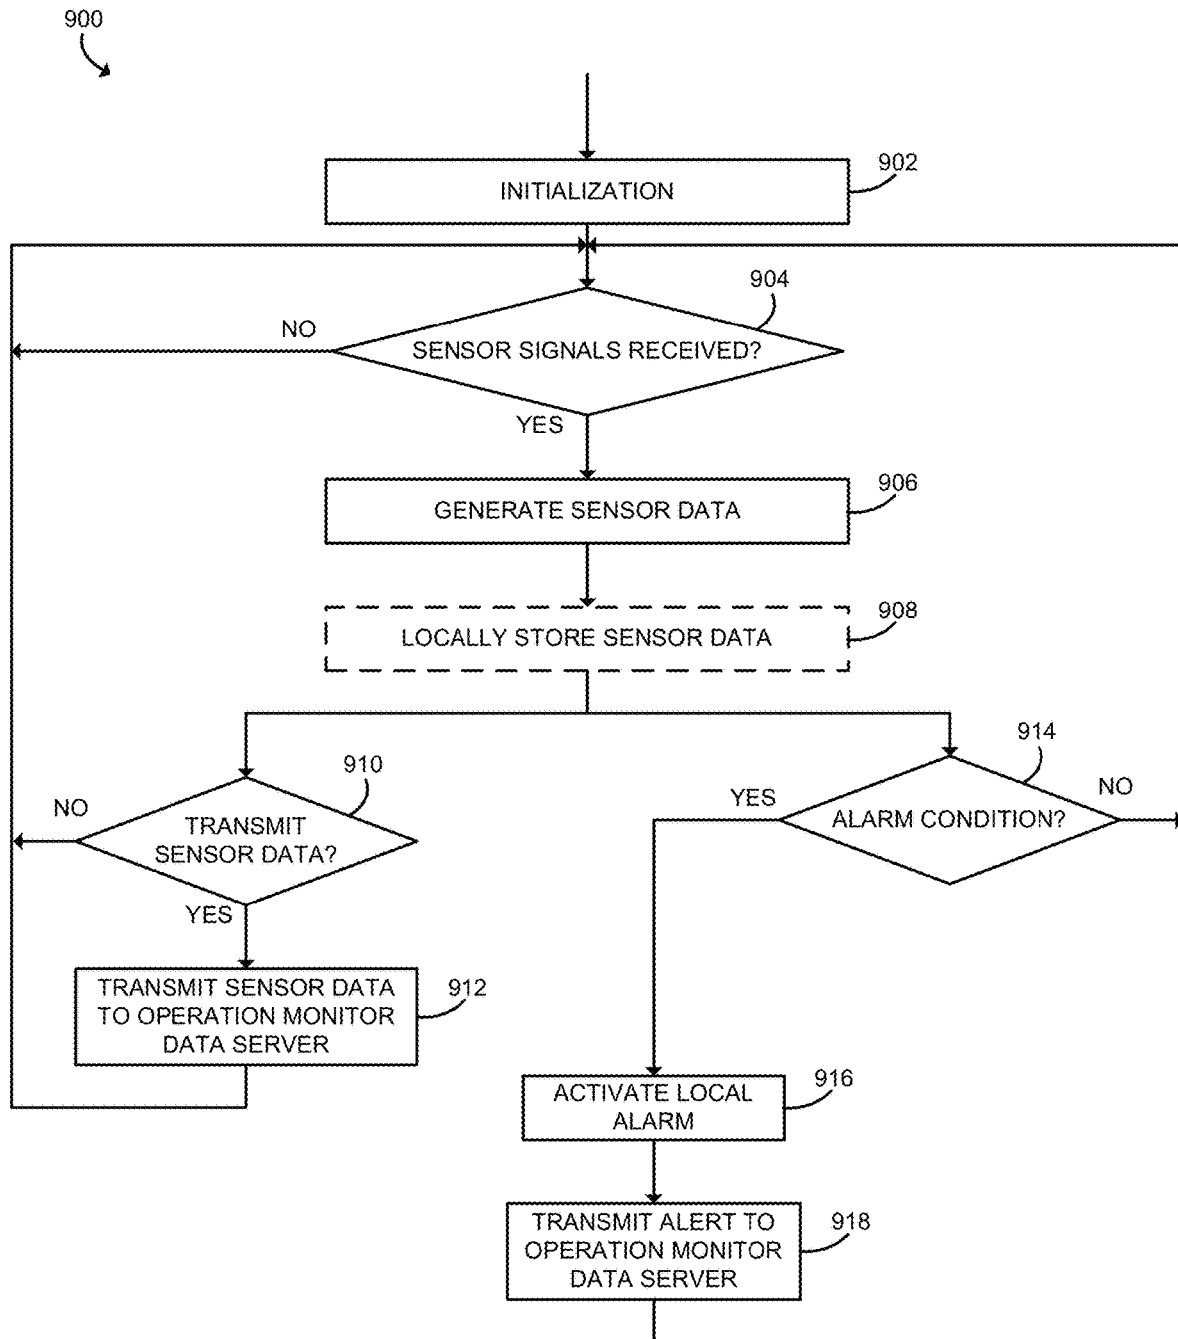 900
902
INITIALIZATION
904
NO
SENSOR SIGNALS RECEIVED?
YES
906
GENERATE SENSOR DATA
908
LOCALLY STORE SENSOR DATA
910
914
NO
TRANSMIT
SENSOR DATA?
YES
ALARM CONDITION?
NO
YES
TRANSMIT SENSOR DATA
TO OPERATION MONITOR
DATA SERVER
912
ACTIVATE LOCAL
ALARM
916
TRANSMIT ALERT TO
OPERATION MONITOR
DATA SERVER
918